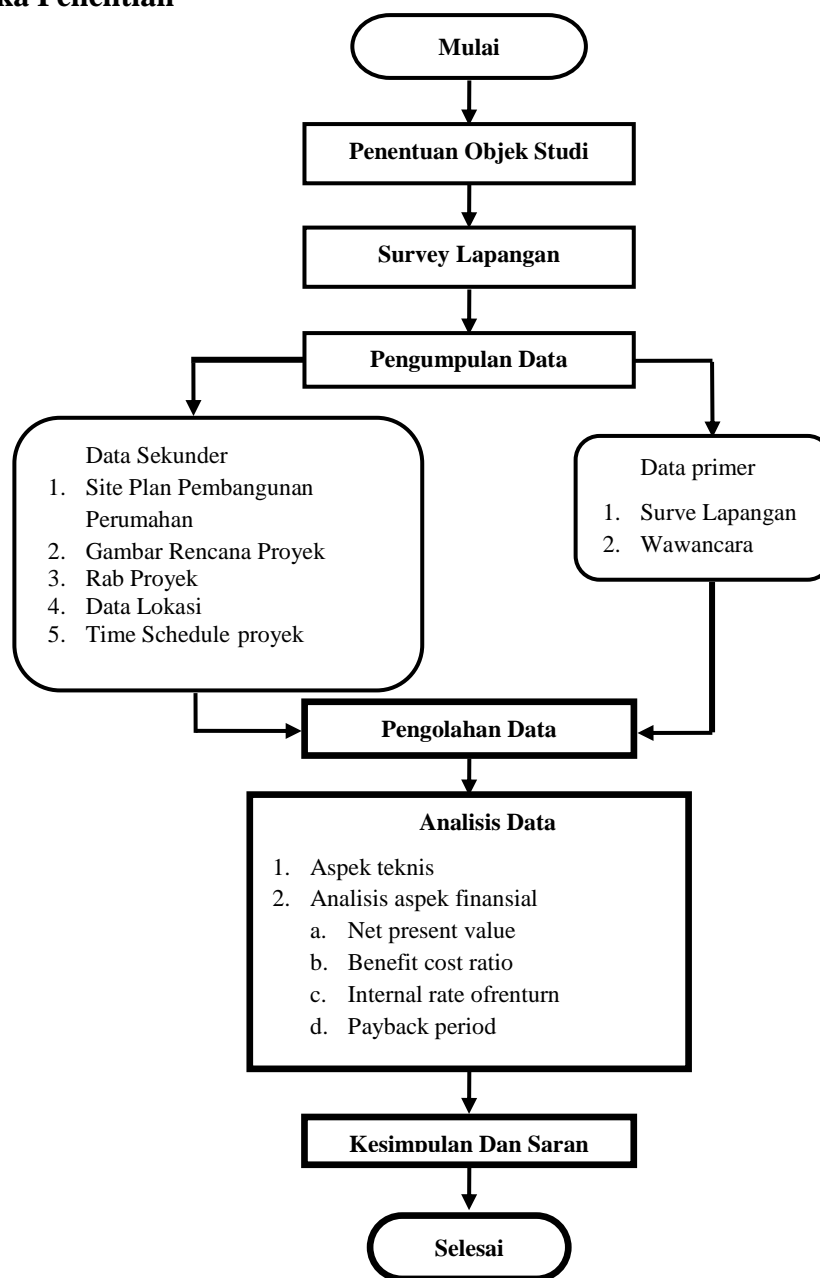 Penentuan Objek Studi
Mulai
Survey Lapangan
Pengumpulan Data
Data Sekunder
1. Site Plan Pembangunan
Perumahan
2. Gambar Rencana Proyek
3. Rab Proyek
4. Data Lokasi
5. Time Schedule proyek
Data primer
1. Surve Lapangan
2. Wawancara
Pengolahan Data
Analisis Data
1. Aspek teknis
2. Analisis aspek finansial
a. Net present value
b. Benefit cost ratio
c. Internal rate ofrenturn
d. Payback period
Kesimpulan Dan Saran
Selesai